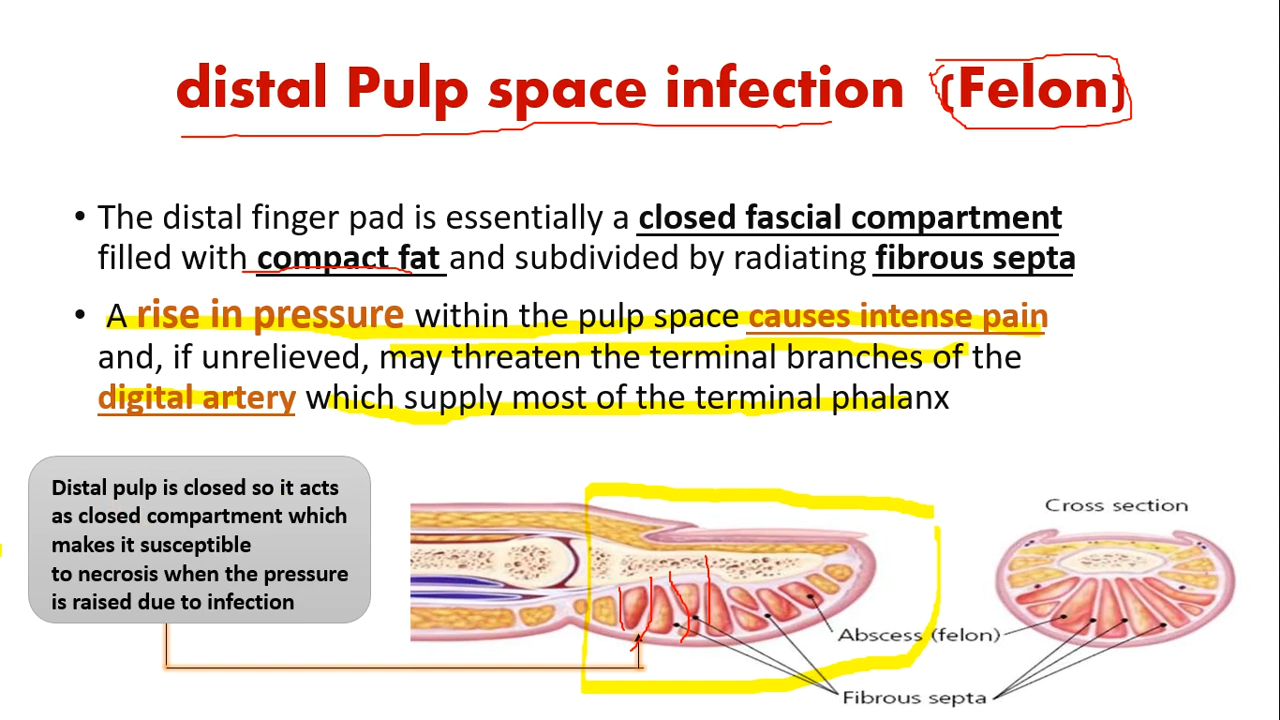 distal Pulp space infection (Felon)
• The distal finger pad is essentially a closed fascial compartment
filled with compact fat and subdivided by radiating fibrous septa
• A rise in pressure within the pulp space causes intense pain
and, if unrelieved, may threaten the terminal branches of the
digital artery which supply most of the terminal phalanx
Distal pulp is closed so it acts
as closed compartment which
makes it susceptible
to necrosis when the pressure
is raised due to infection
Cross section
Abscess (felon)
Fibrous septa